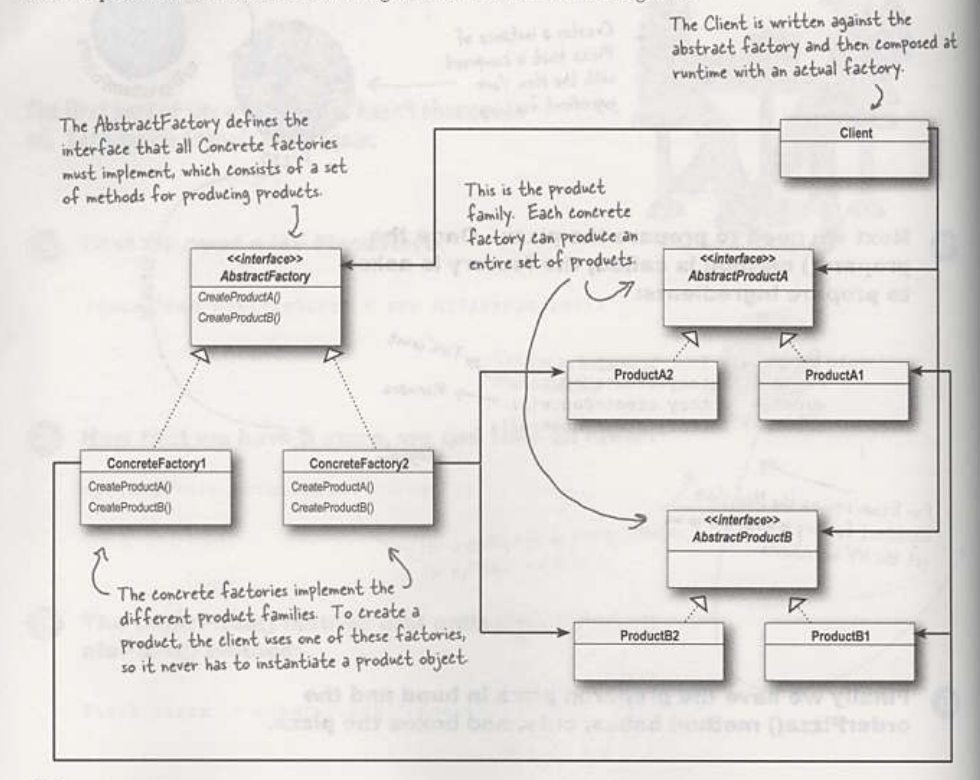 The Client is written against the
abstract factory and then composed at
runtime with an actual factory.
Client
The AbstractFactory defines the
interface that all Concrete factories
must implement, which consists of a set
of methods for producing products.
This is the product
family. Each concrete
factory can produce an
entire set of products.
<<interface>>
AbstractFactory
CreateProductA()
CreateProductB()
<<interface>>
AbstractProductA
ProductA2
ProductA1
ConcreteFactory1
CreateProductA()
CreateProductB()
ConcreteFactory2
CreateProductA()
CreateProductB()
<<interface>>
AbstractProductB
The concrete factories implement the
different product families. To create a
product, the client uses one of these factories,
so it never has to instantiate a product object.
ProductB2
ProductB1